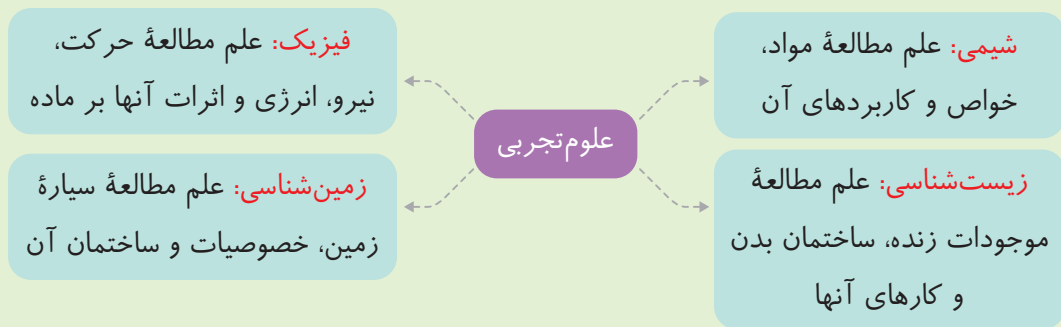 شیمی: علم مطالعهٔ مواد،
خواص و کاربردهای آن
فیزیک: علم مطالعهٔ حرکت،
نیرو، انرژی و اثرات آنها بر ماده
علوم‌تجربی
زیست‌شناسی: علم مطالعهٔ
موجودات زنده، ساختمان بدن
و کارهای آنها
زمین‌شناسی: علم مطالعهٔ سیارهٔ
زمین، خصوصیات و ساختمان آن